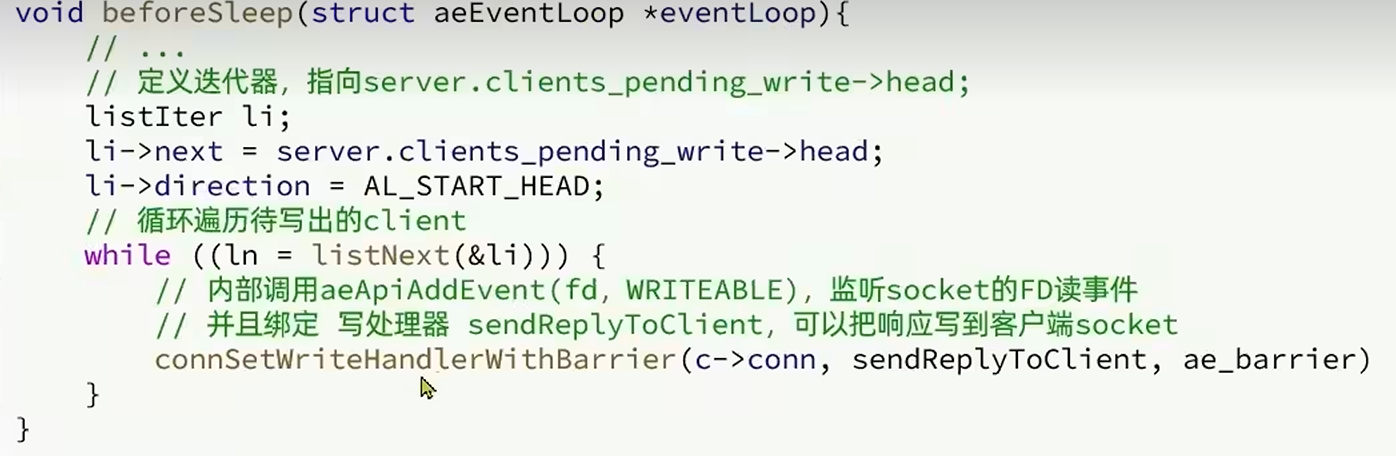 void beforeSleep(struct aeEventLoop *eventLoop){
    // ...
    // 定义迭代器，指向server.clients_pending_write->head;
    listIter li;
    li->next = server.clients_pending_write->head;
    li->direction = AL_START_HEAD;
    // 循环遍历待写出的client
    while ((ln = listNext(&li))) {
        // 内部调用aeApiAddEvent(fd, WRITEABLE)，监听socket的FD读事件
        // 并且绑定 写处理器 sendReplyToClient，可以把响应写到客户端socket
        connSetWriteHandlerWithBarrier(c->conn, sendReplyToClient, ae_barrier)
    }
}